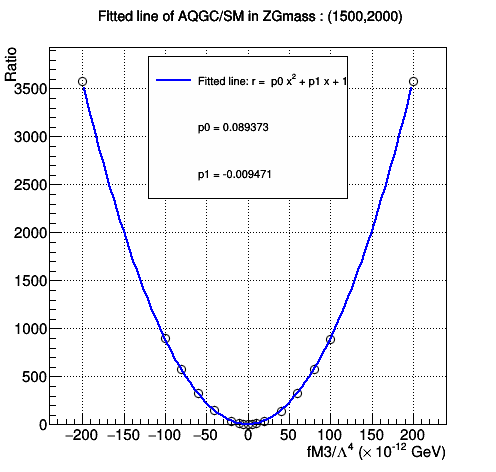 FItted line of AQGC/SM in ZGmass : (1500,2000)
Ratio
Fitted line: r = p0 x² + p1 x + 1
p0 = 0.089373
p1 = -0.009471
3500
3000
2500
2000
1500
1000
500
0
−200 −150 −100 −50 0 50 100 150 200
fM3/Λ⁴ (× 10⁻¹² GeV)